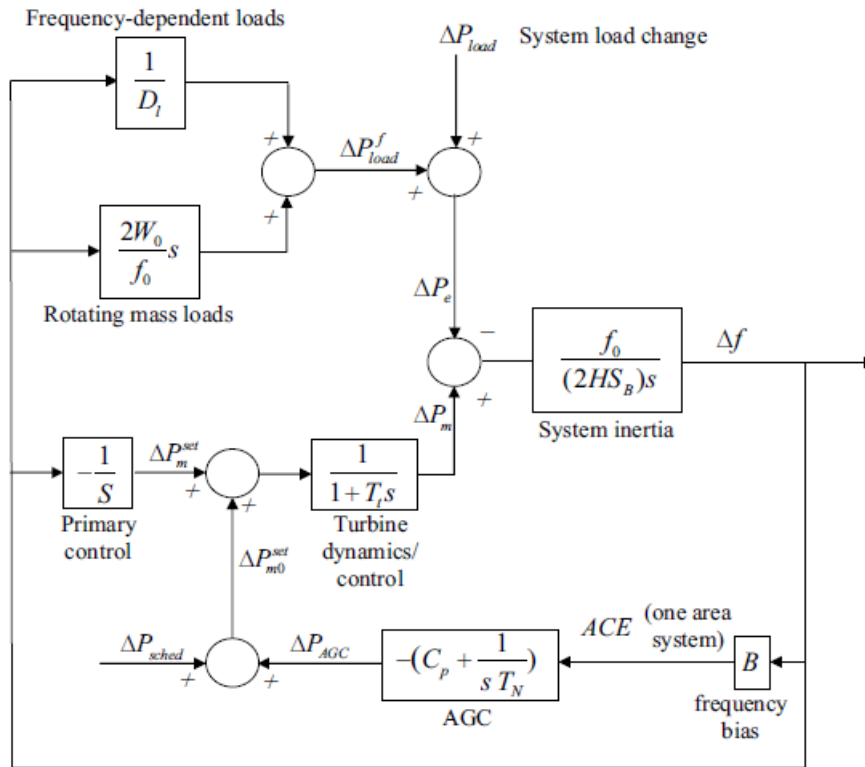 Frequency-dependent loads
1/D_l
ΔP_load System load change
+
+
ΔP^f_load
+
+
2W_0/f_0 s
Rotating mass loads
ΔP_e
−
f_0/(2HS_B)s
Δf
System inertia
+
ΔP_m
−1/S
ΔP^set_m
+
+
1/(1+T_t s)
Primary
control
Turbine
dynamics/
control
ΔP^set_m0
ΔP_sched
+
+
ΔP_AGC
−(C_p + 1/(s T_N))
AGC
ACE (one area
system)
B
frequency
bias